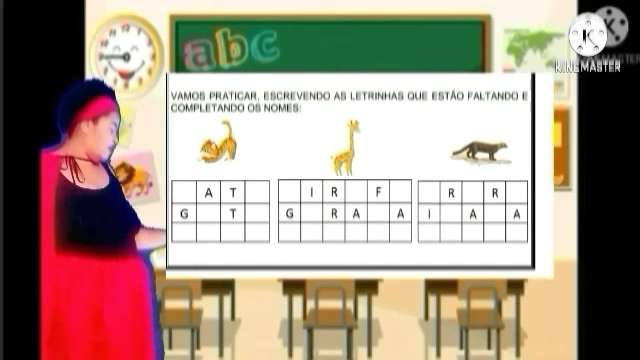 abc
KINEMASTER
VAMOS PRATICAR, ESCREVENDO AS LETRINHAS QUE ESTÃO FALTANDO E
COMPLETANDO OS NOMES:
A T
G T
I R F
G R A A
R R
I A A